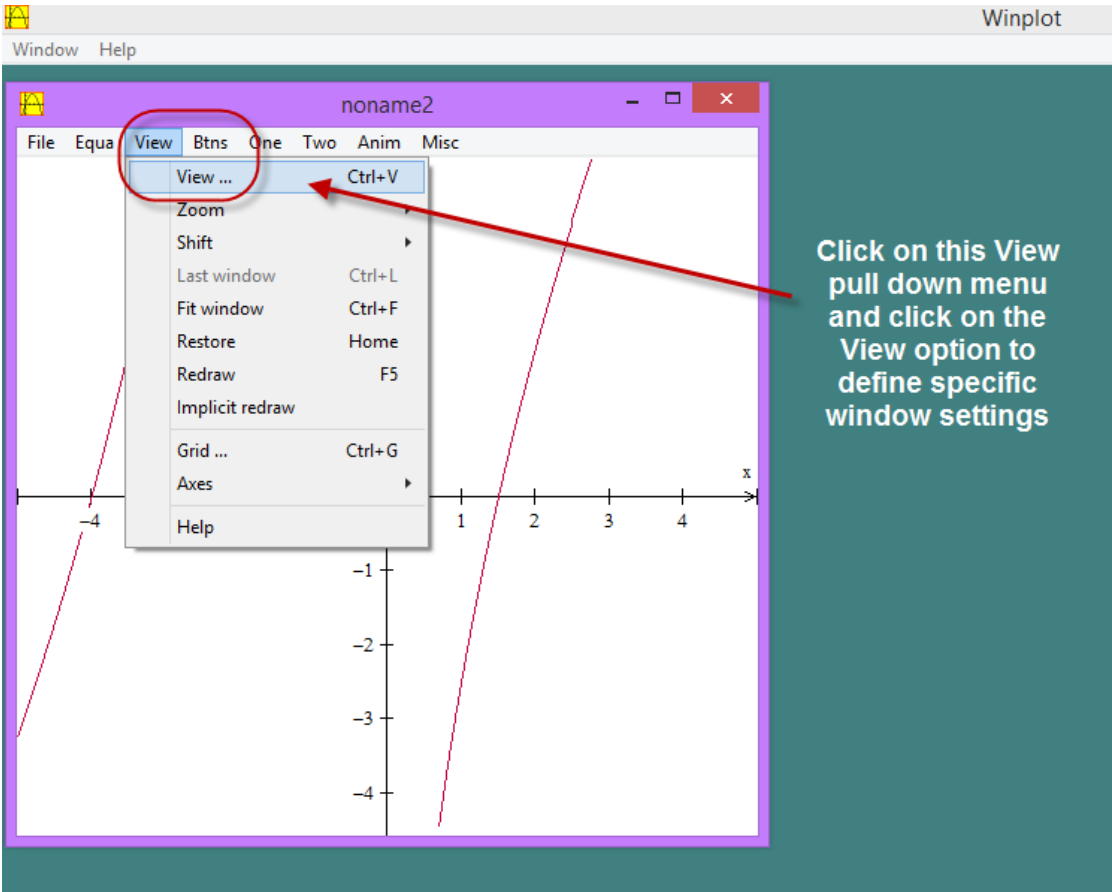 Winplot
Window Help
noname2
File Equa View Btns One Two Anim Misc
View ... Ctrl+V
Zoom
Shift
Last window Ctrl+L
Fit window Ctrl+F
Restore Home
Redraw F5
Implicit redraw
Grid ... Ctrl+G
Axes
Help
Click on this View
pull down menu
and click on the
View option to
define specific
window settings
x
−4 1 2 3 4
−1
−2
−3
−4